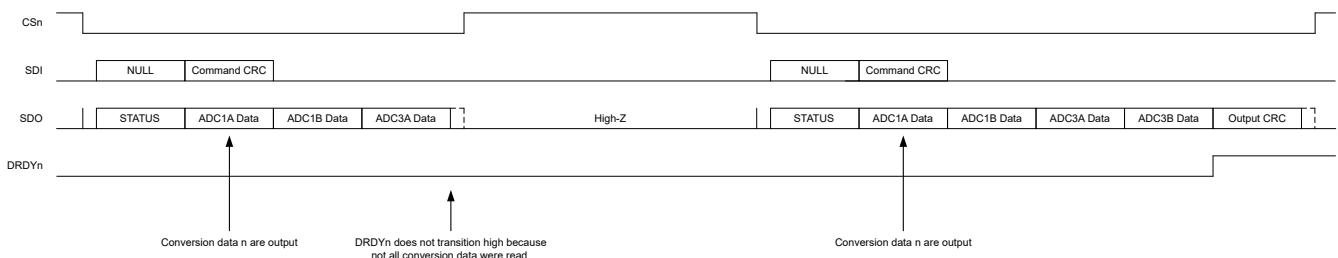 CSn
SDI NULL Command CRC NULL Command CRC
SDO STATUS ADC1A Data ADC1B Data ADC3A Data High-Z STATUS ADC1A Data ADC1B Data ADC3A Data ADC3B Data Output CRC
DRDYn
Conversion data n are output DRDYn does not transition high because Conversion data n are output
not all conversion data were read